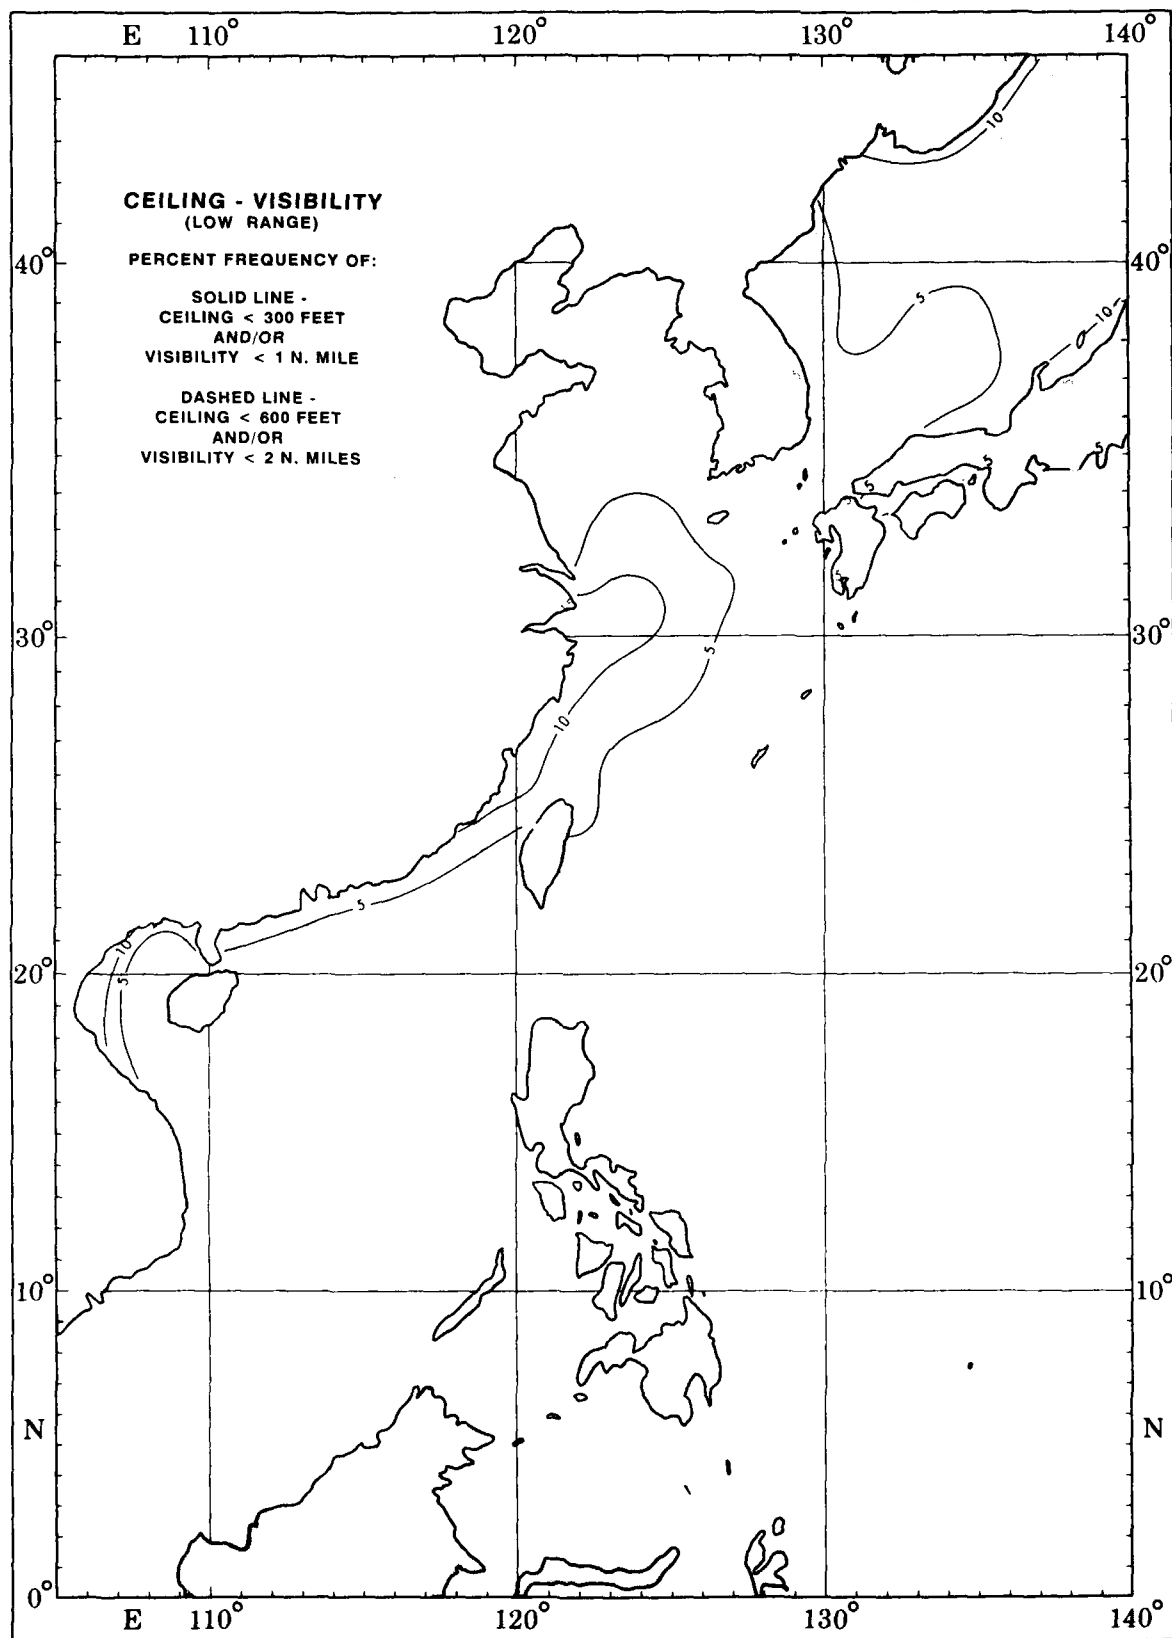 E 110° 120° 130° 140°
10
CEILING - VISIBILITY
(LOW RANGE)
PERCENT FREQUENCY OF:
40° 40°
SOLID LINE -
CEILING < 300 FEET
AND/OR
VISIBILITY < 1 N. MILE
5
10
DASHED LINE -
CEILING < 600 FEET
AND/OR
VISIBILITY < 2 N. MILES
5
5
5
30° 30°
5
10
5
10
20° 20°
5
10° 10°
N N
0° 0°
E 110° 120° 130° 140°